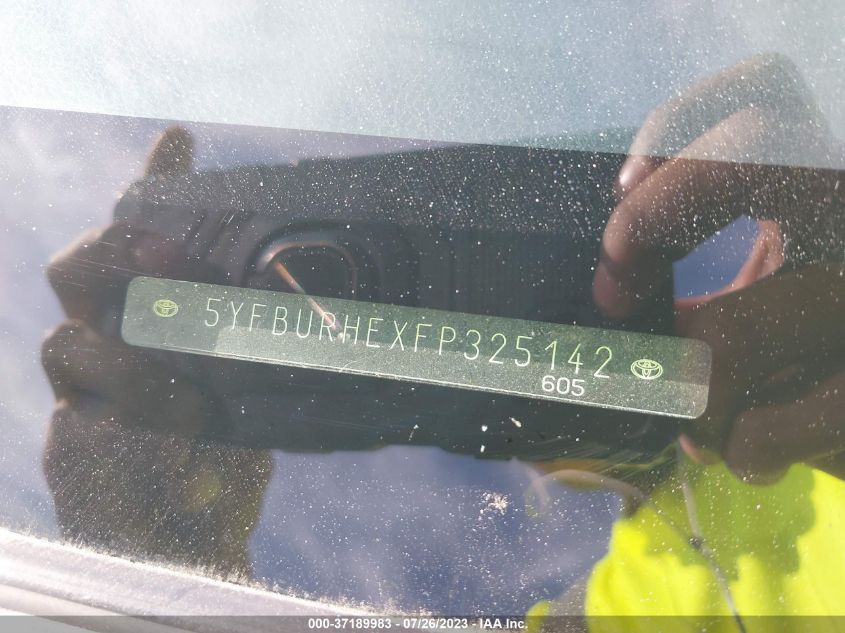 5YFBURHEXFP325142
605
000-37189983 - 07/26/2023 - IAA Inc.